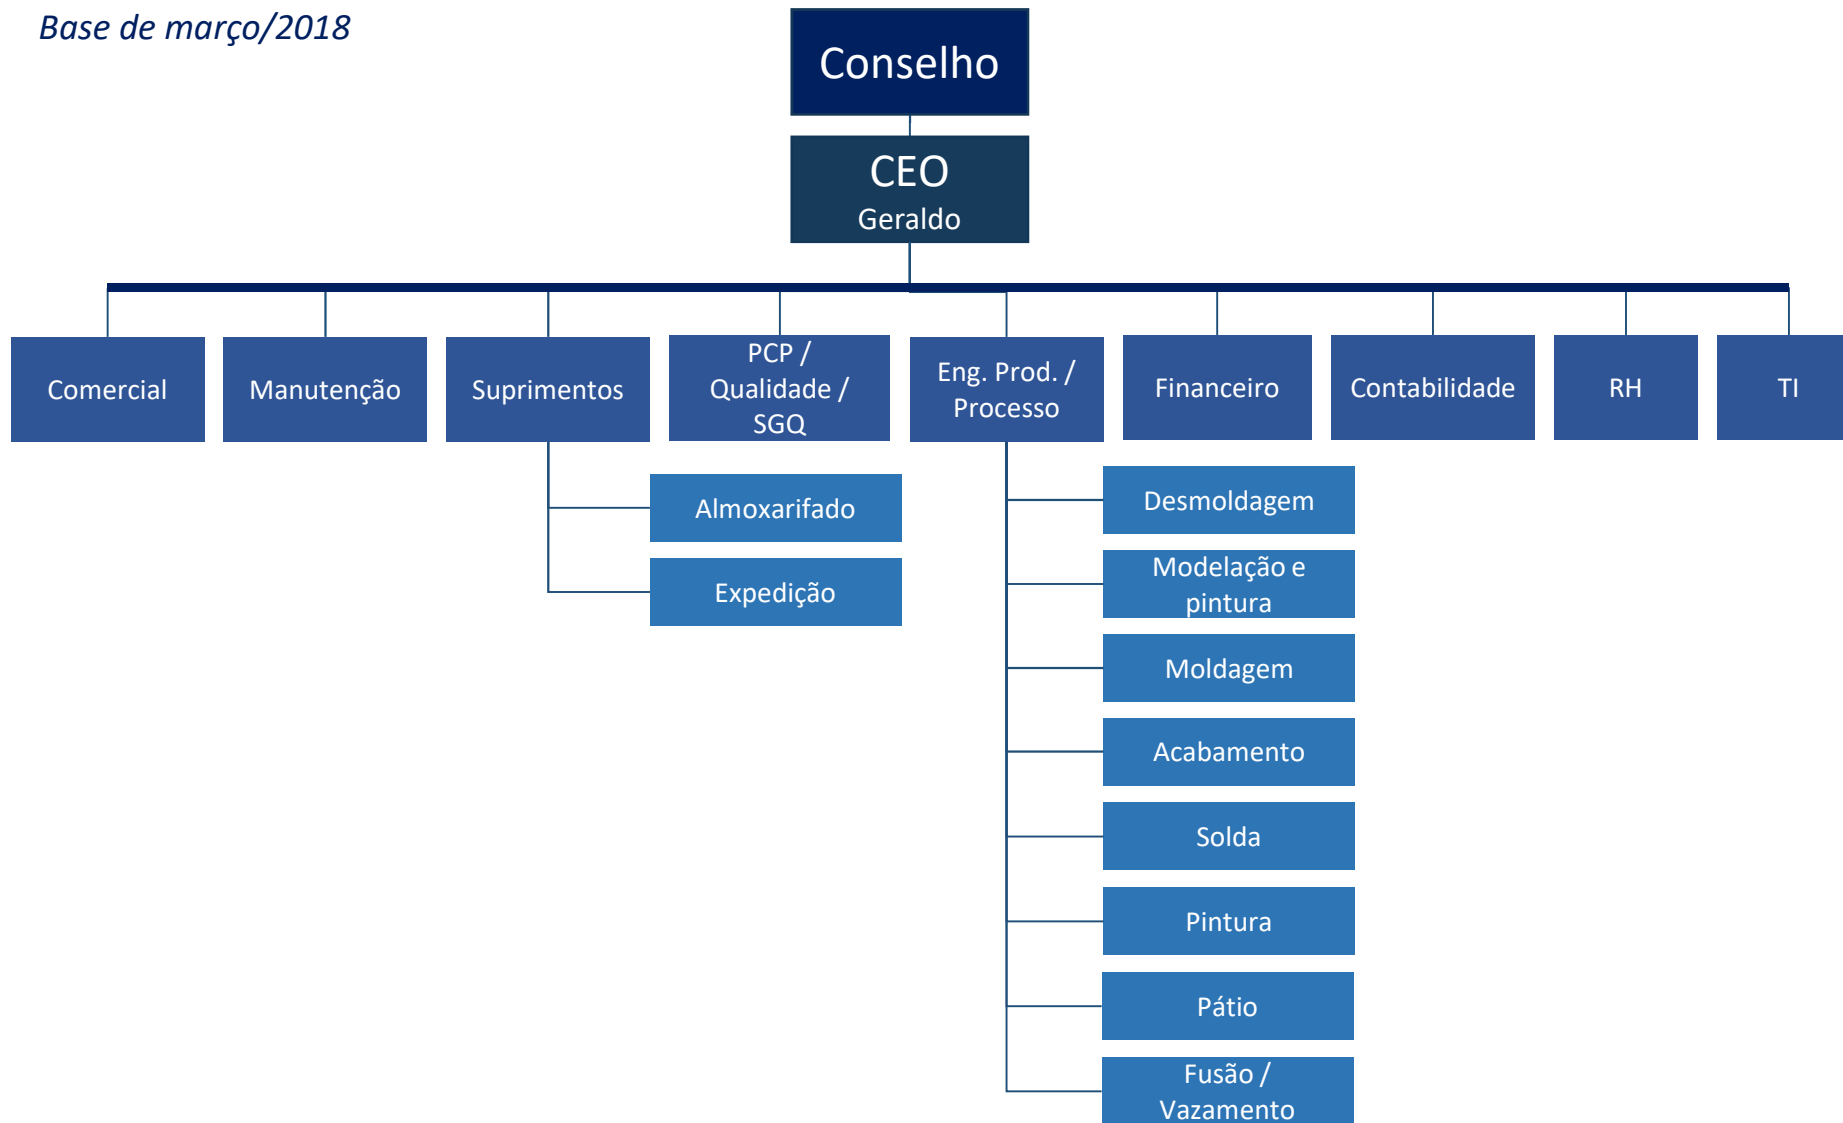 Base de março/2018
Conselho
CEO
Geraldo
Comercial
Manutenção
Suprimentos
PCP /
Qualidade /
SGQ
Eng. Prod. /
Processo
Financeiro
Contabilidade
RH
TI
Almoxarifado
Expedição
Desmoldagem
Modelação e
pintura
Moldagem
Acabamento
Solda
Pintura
Pátio
Fusão /
Vazamento